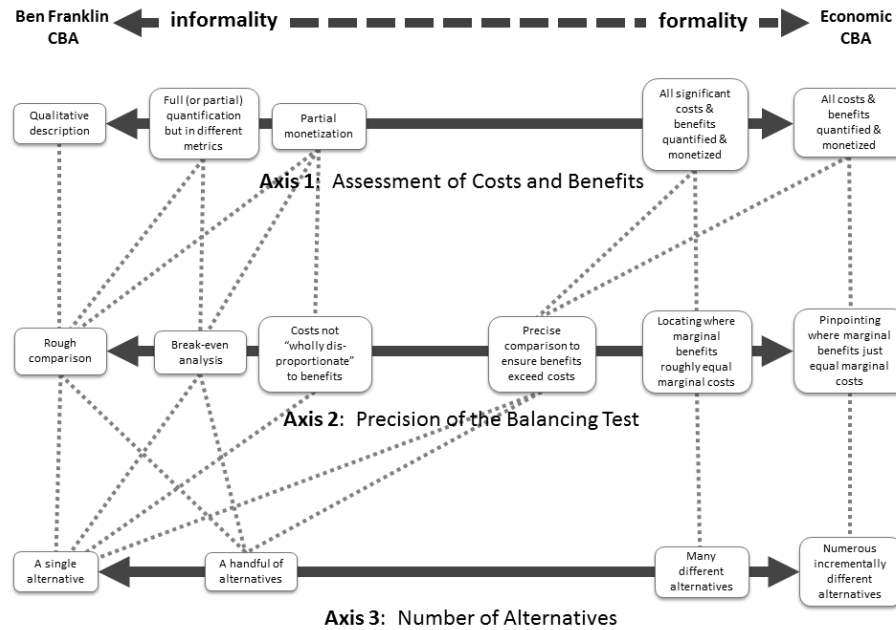 Ben Franklin
CBA
informality
formality
Economic
CBA
Qualitative
description
Full (or partial)
quantification
but in different
metrics
Partial
monetization
All significant
costs &
benefits
quantified &
monetized
All costs &
benefits
quantified &
monetized
Axis 1: Assessment of Costs and Benefits
Rough
comparison
Break-even
analysis
Costs not
“wholly dis-
proportionate”
to benefits
Precise
comparison to
ensure benefits
exceed costs
Locating where
marginal
benefits
roughly equal
marginal costs
Pinpointing
where marginal
benefits just
equal marginal
costs
Axis 2: Precision of the Balancing Test
A single
alternative
A handful of
alternatives
Many
different
alternatives
Numerous
incrementally
different
alternatives
Axis 3: Number of Alternatives